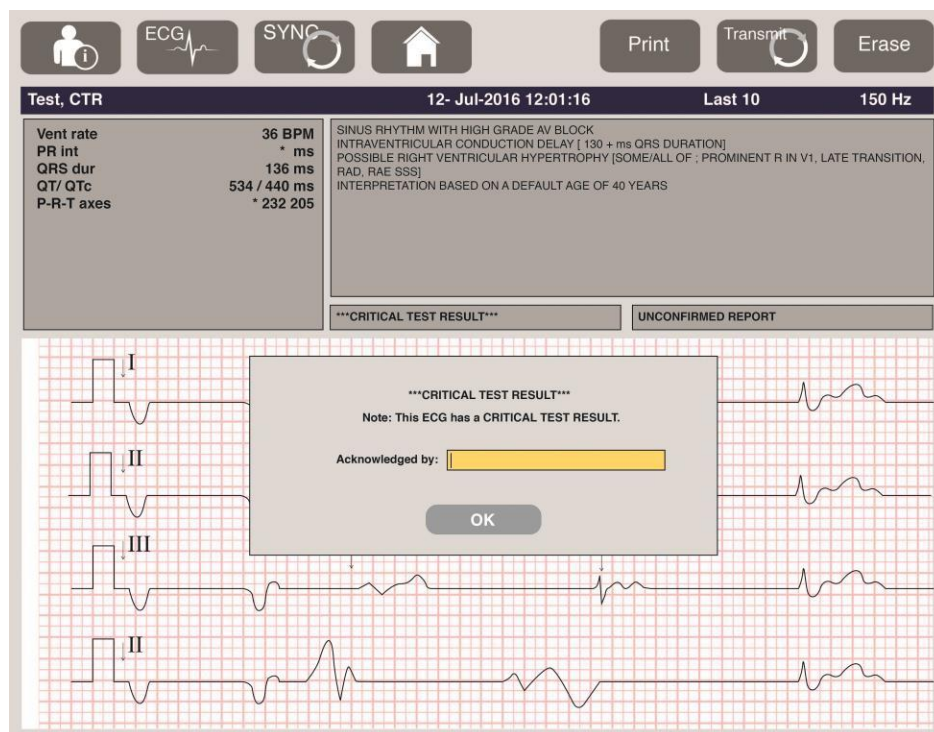 ECG
SYNC
Print
Transmit
Erase
Test, CTR 12- Jul-2016 12:01:16 Last 10 150 Hz
Vent rate 36 BPM
PR int * ms
QRS dur 136 ms
QT/ QTc 534 / 440 ms
P-R-T axes * 232 205
SINUS RHYTHM WITH HIGH GRADE AV BLOCK
INTRAVENTRICULAR CONDUCTION DELAY [ 130 + ms QRS DURATION]
POSSIBLE RIGHT VENTRICULAR HYPERTROPHY [SOME/ALL OF ; PROMINENT R IN V1, LATE TRANSITION,
RAD, RAE SSS]
INTERPRETATION BASED ON A DEFAULT AGE OF 40 YEARS
***CRITICAL TEST RESULT***
UNCONFIRMED REPORT
I
***CRITICAL TEST RESULT***
Note: This ECG has a CRITICAL TEST RESULT.
Acknowledged by:
OK
II
III
II